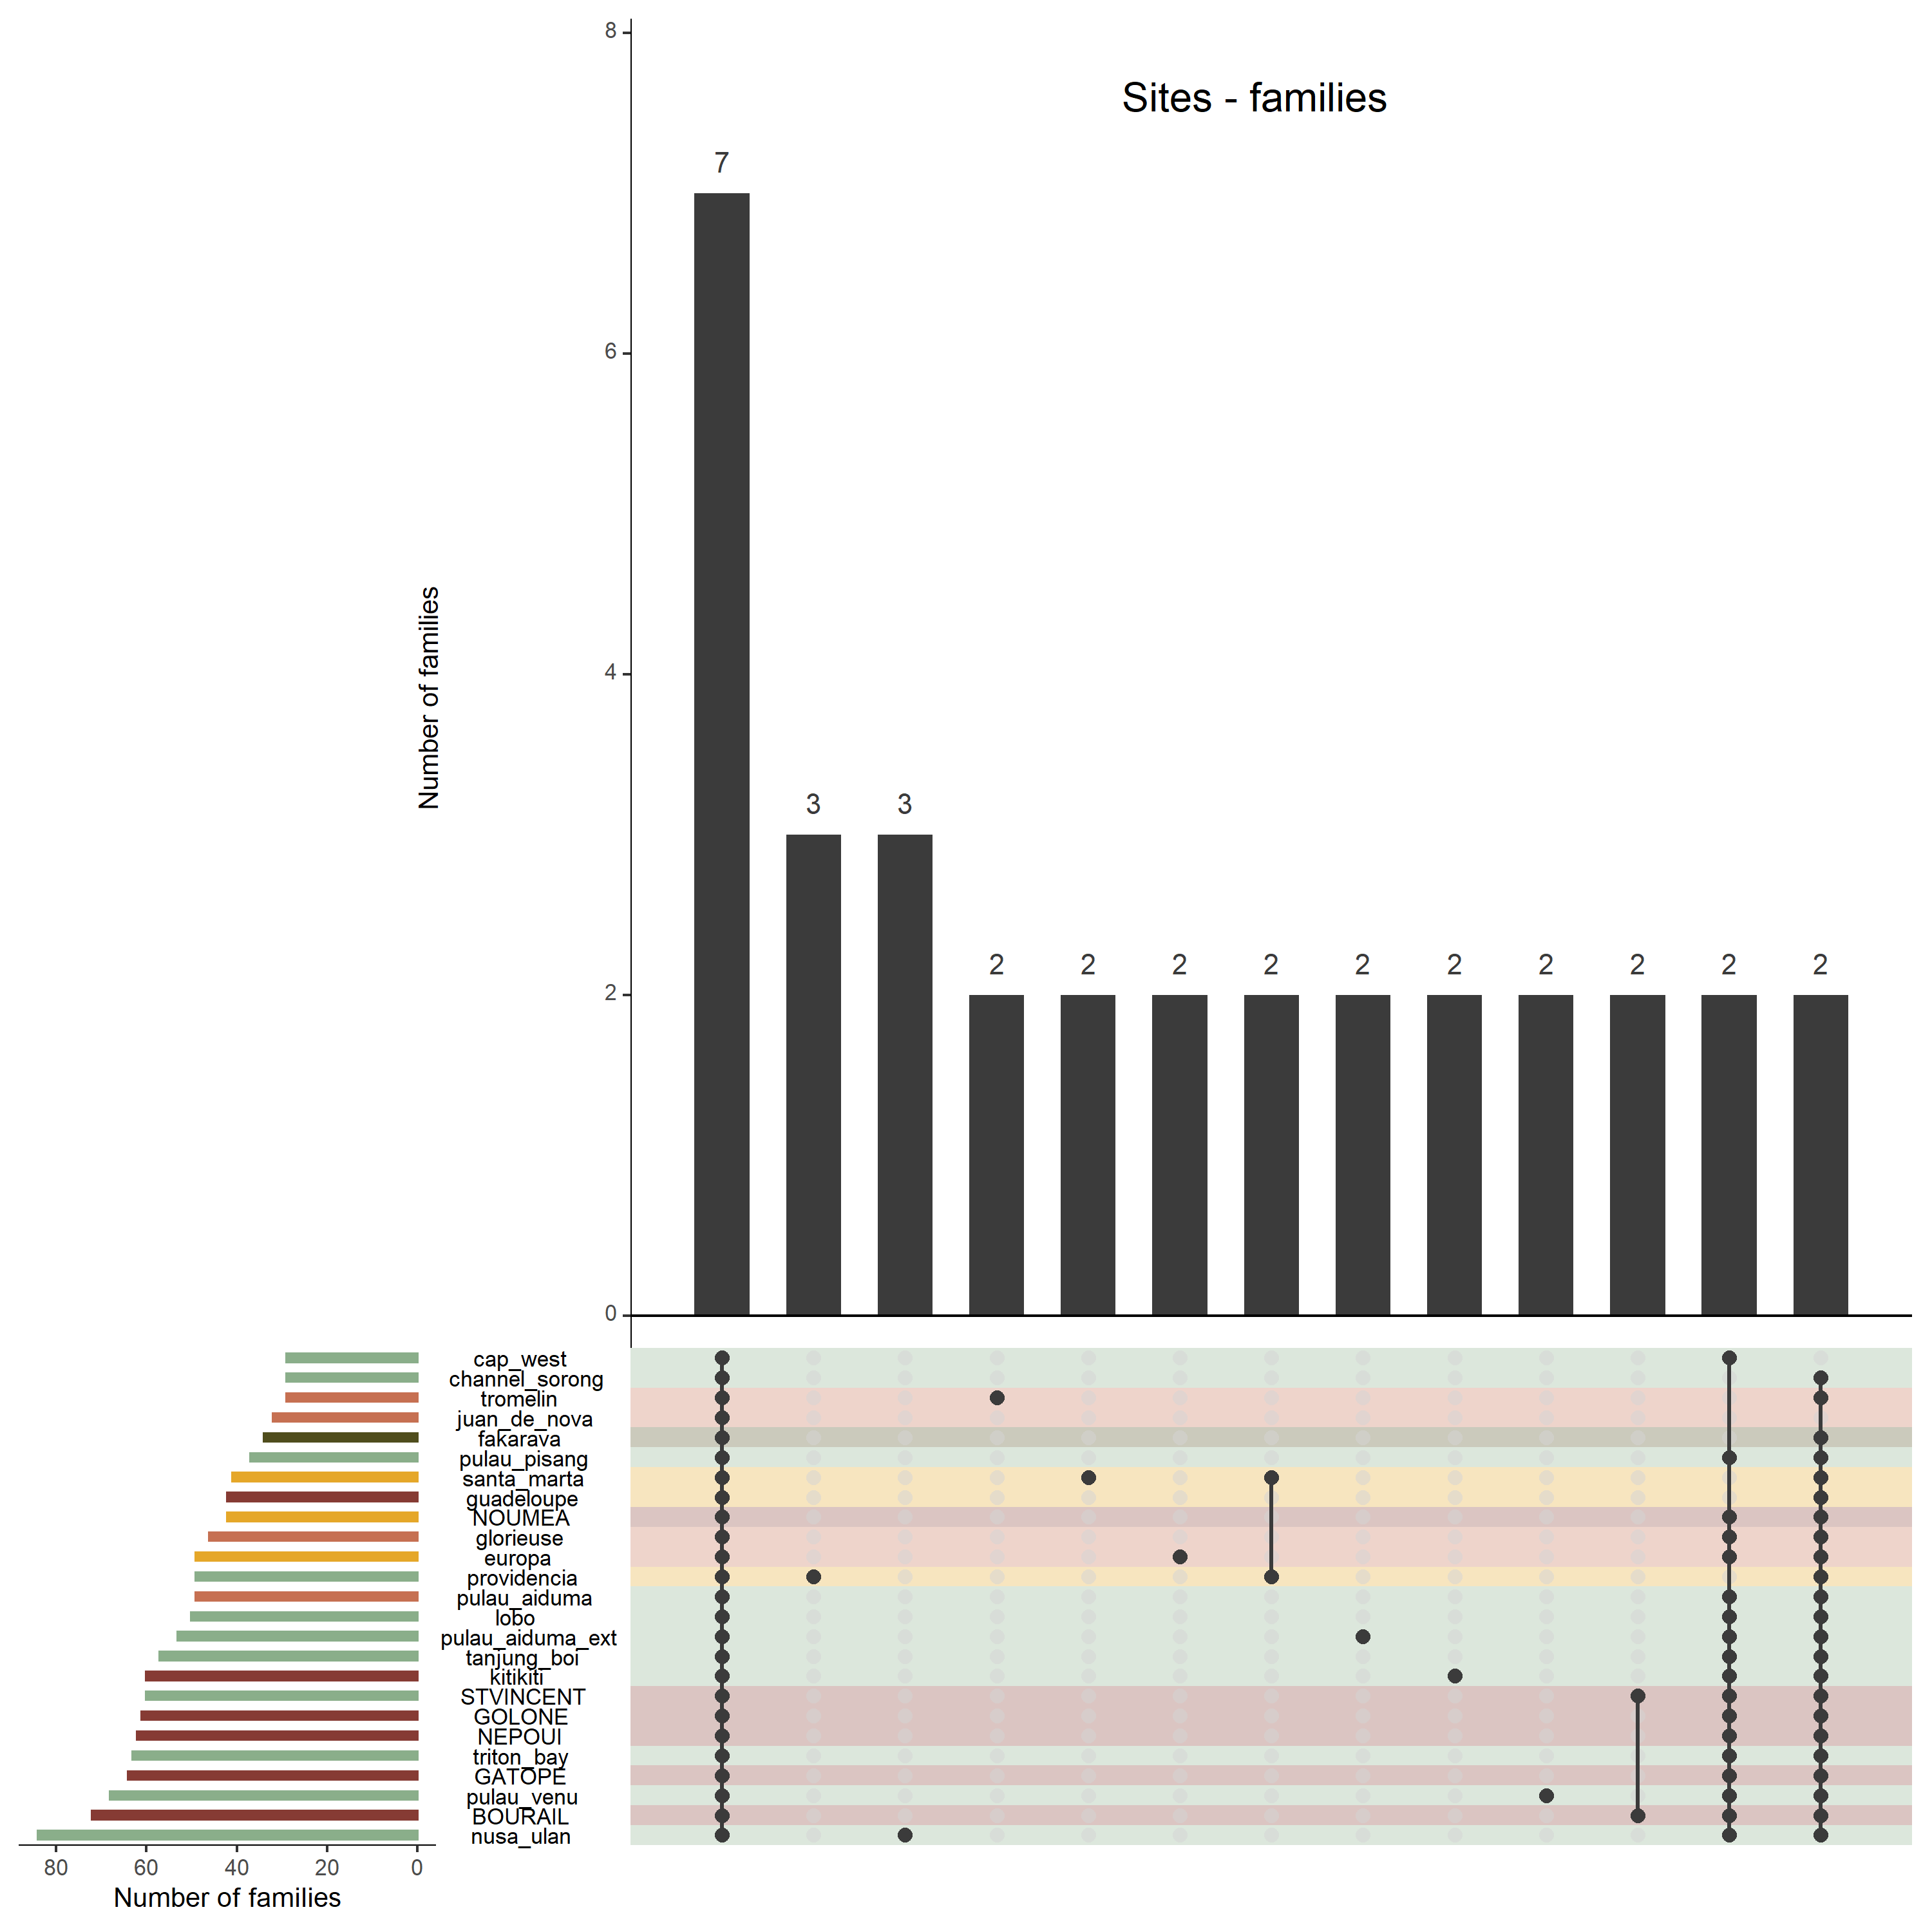 8
Sites - families
7
6
Number of families
4
3 3
2 2 2 2 2 2 2 2 2 2
2
0
cap_west
channel_sorong
tromelin
juan_de_nova
fakarava
pulau_pisang
santa_marta
guadeloupe
NOUMEA
glorieuse
europa
providencia
pulau_aiduma
lobo
pulau_aiduma_ext
tanjung_boi
kitikiti
STVINCENT
GOLONE
NEPOUI
triton_bay
GATOPE
pulau_venu
BOURAIL
nusa_ulan
80 60 40 20 0
Number of families